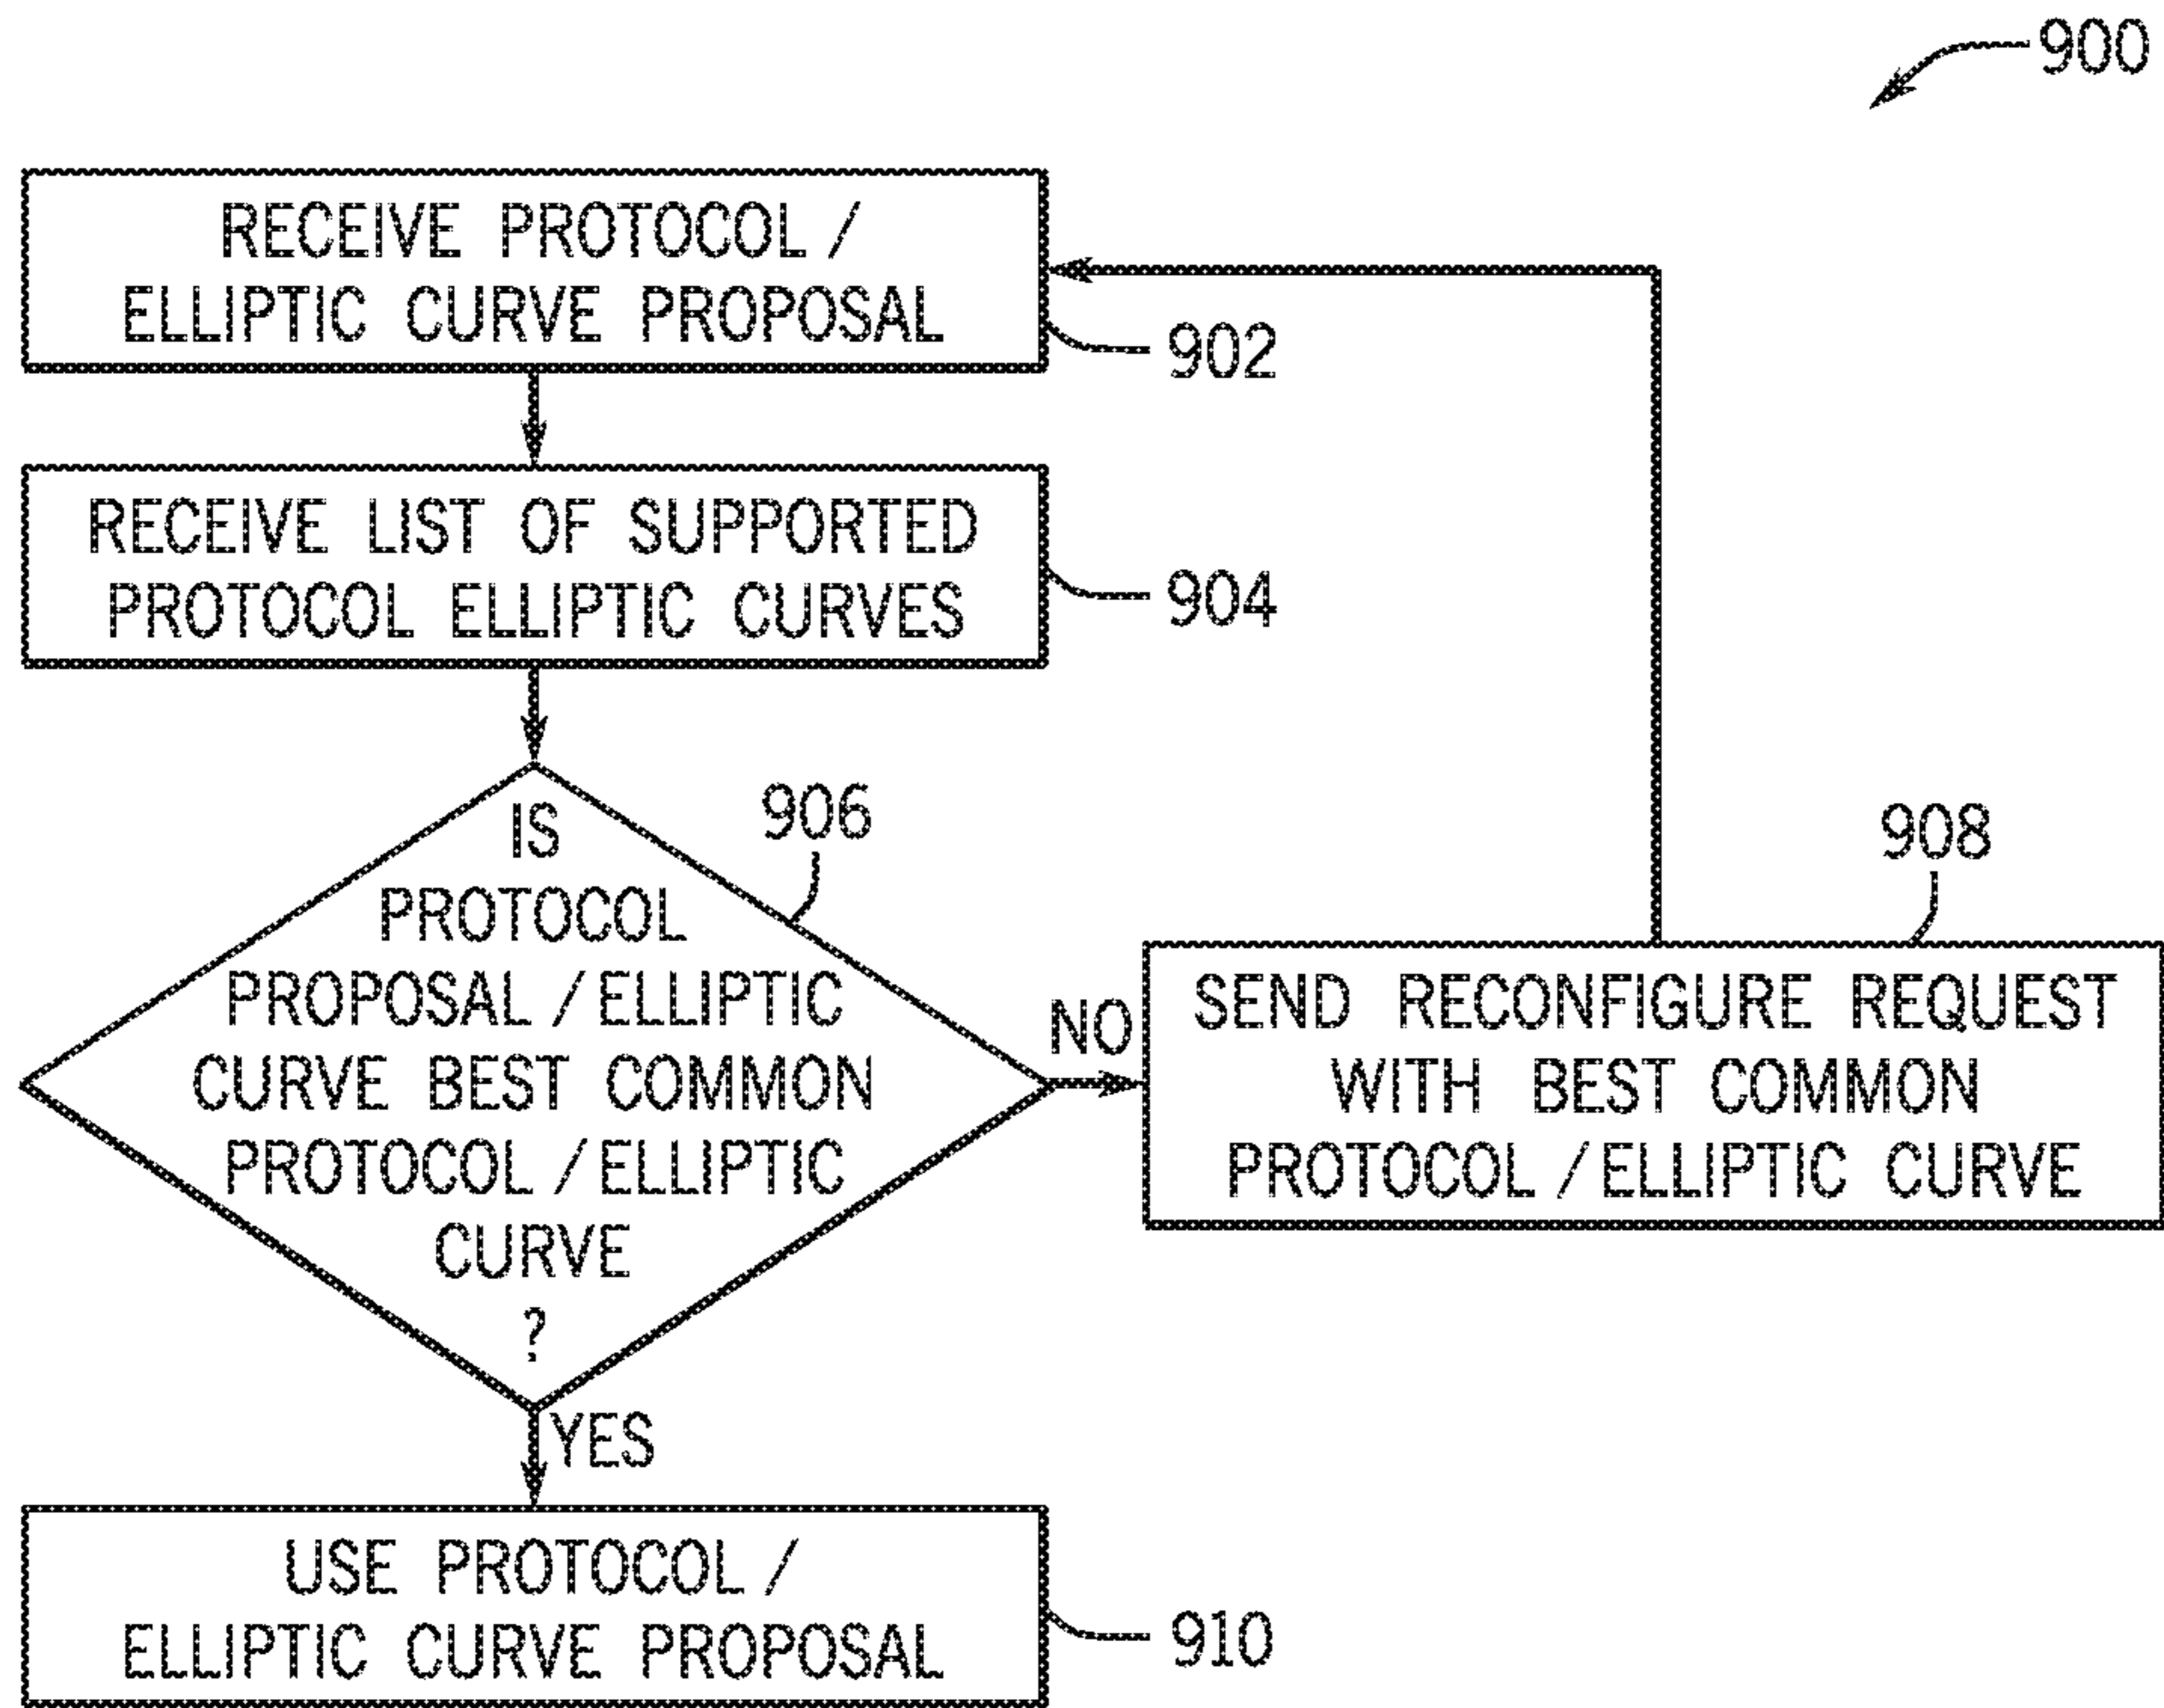 900
RECEIVE PROTOCOL /
ELLIPTIC CURVE PROPOSAL
902
RECEIVE LIST OF SUPPORTED
PROTOCOL ELLIPTIC CURVES
904
IS
PROTOCOL
PROPOSAL / ELLIPTIC
CURVE BEST COMMON
PROTOCOL / ELLIPTIC
CURVE
?
906
NO
908
SEND RECONFIGURE REQUEST
WITH BEST COMMON
PROTOCOL / ELLIPTIC CURVE
YES
USE PROTOCOL /
ELLIPTIC CURVE PROPOSAL
910